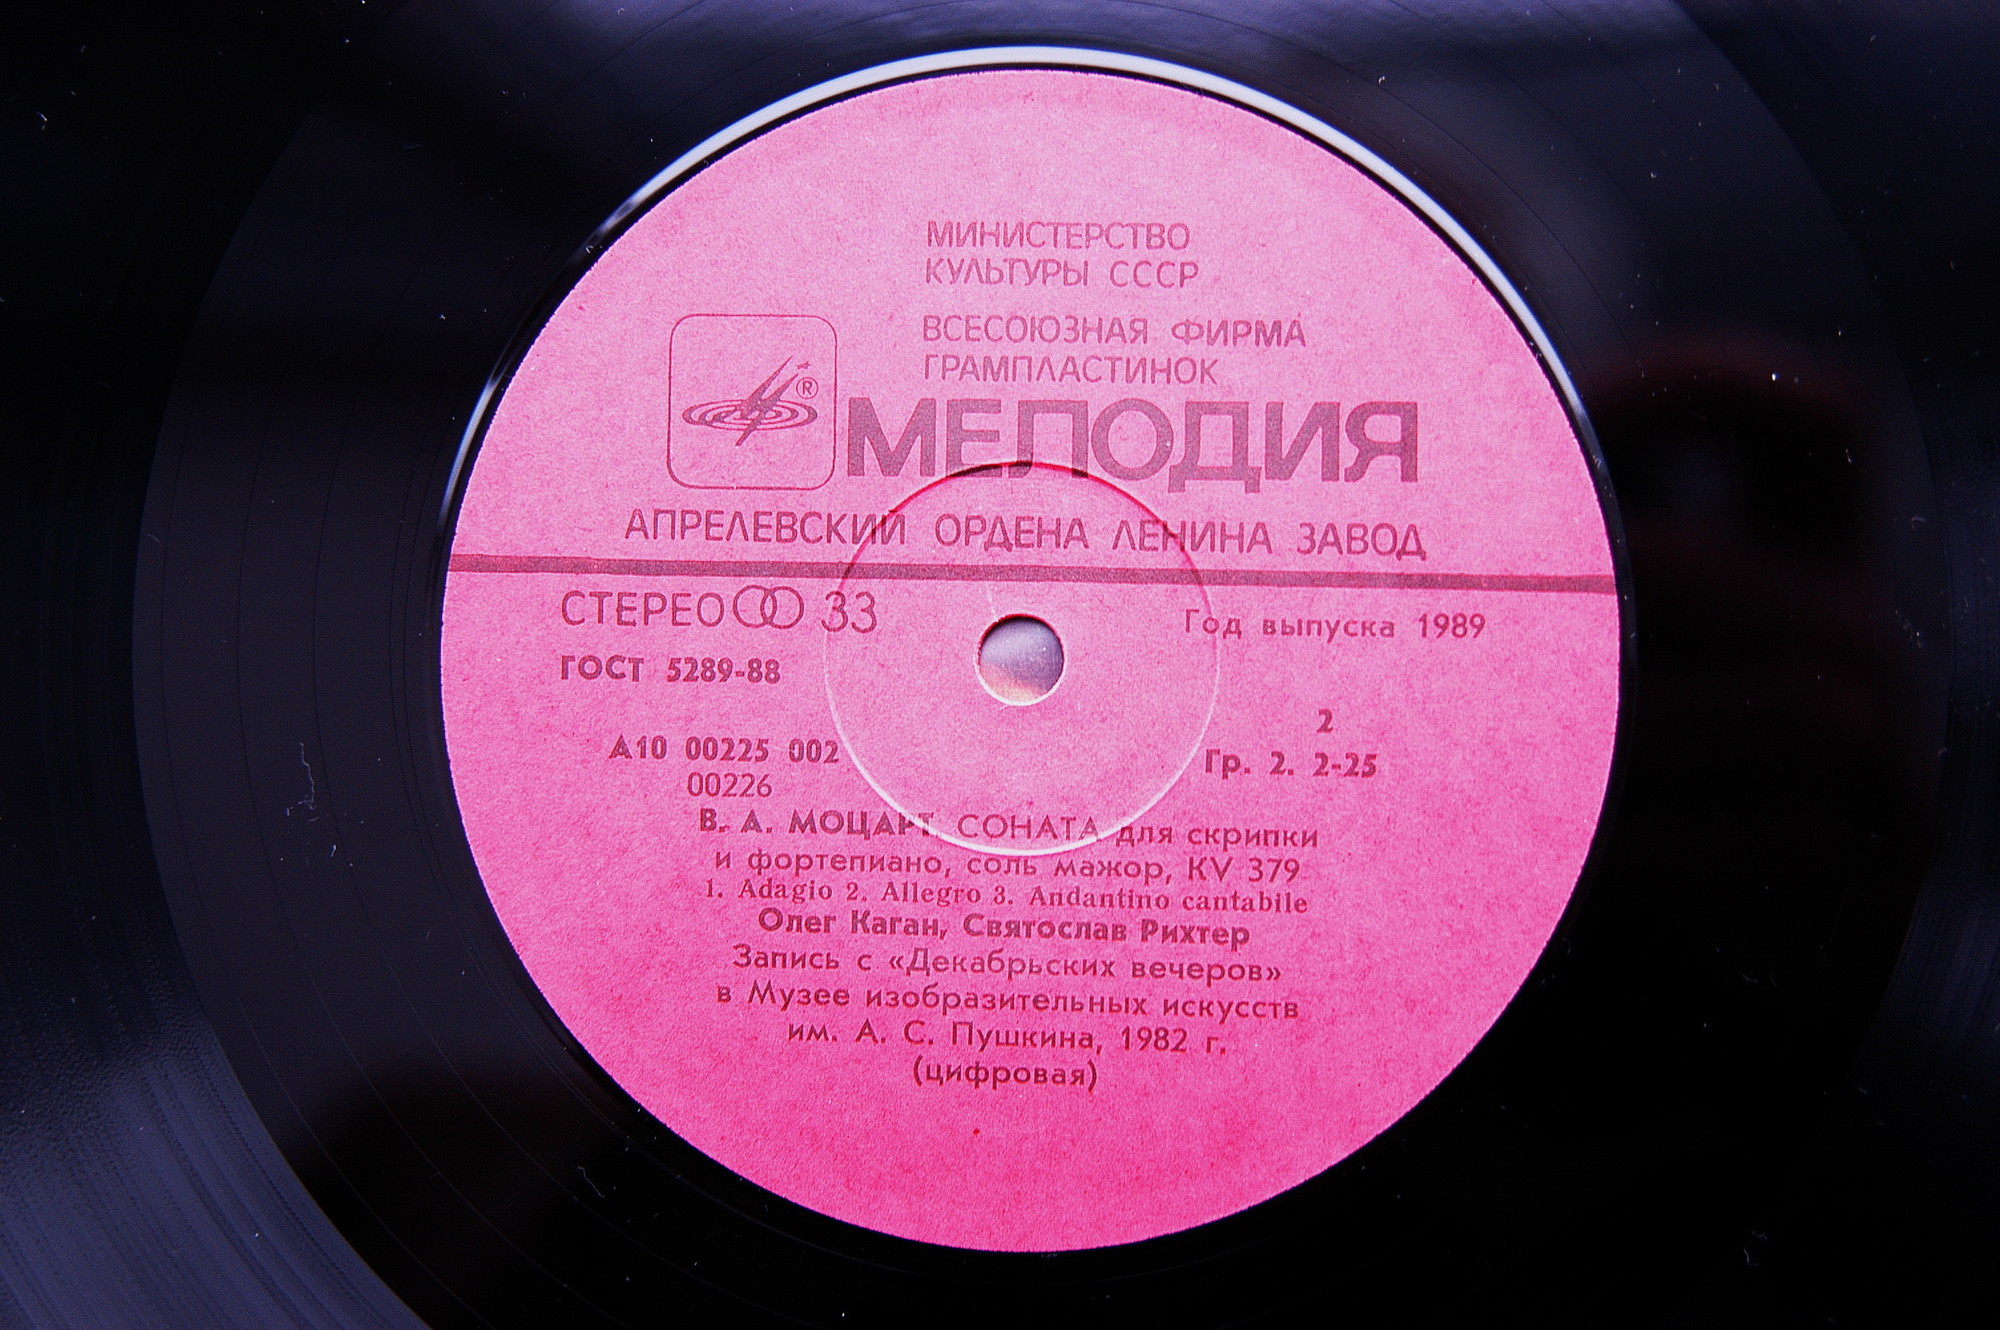 МИНИСТЕРСТВО
КУЛЬТУРЫ СССР
ВСЕСОЮЗНАЯ ФИРМА
ГРАМПЛАСТИНОК
®
МЕЛОДИЯ
АПРЕЛЕВСКИЙ ОРДЕНА ЛЕНИНА ЗАВОД
СТЕРЕО 33
Год выпуска 1989
ГОСТ 5289-88
2
А10 00225 002
Гр. 2. 2-25
00226
В. А. МОЦАРТ. СОНАТА для скрипки
и фортепиано, соль мажор, KV 379
1. Adagio 2. Allegro 3. Andantino cantabile
Олег Каган, Святослав Рихтер
Запись с «Декабрьских вечеров»
в Музее изобразительных искусств
им. А. С. Пушкина, 1982 г.
(цифровая)